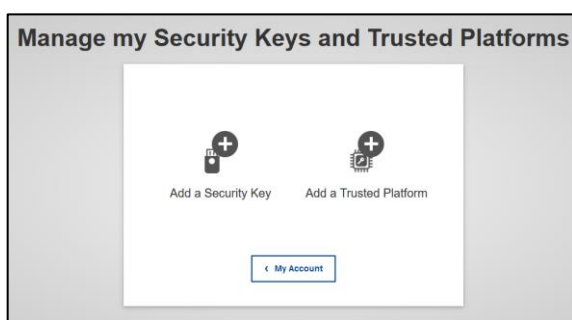 Manage my Security Keys and Trusted Platforms
Add a Security Key Add a Trusted Platform
‹ My Account